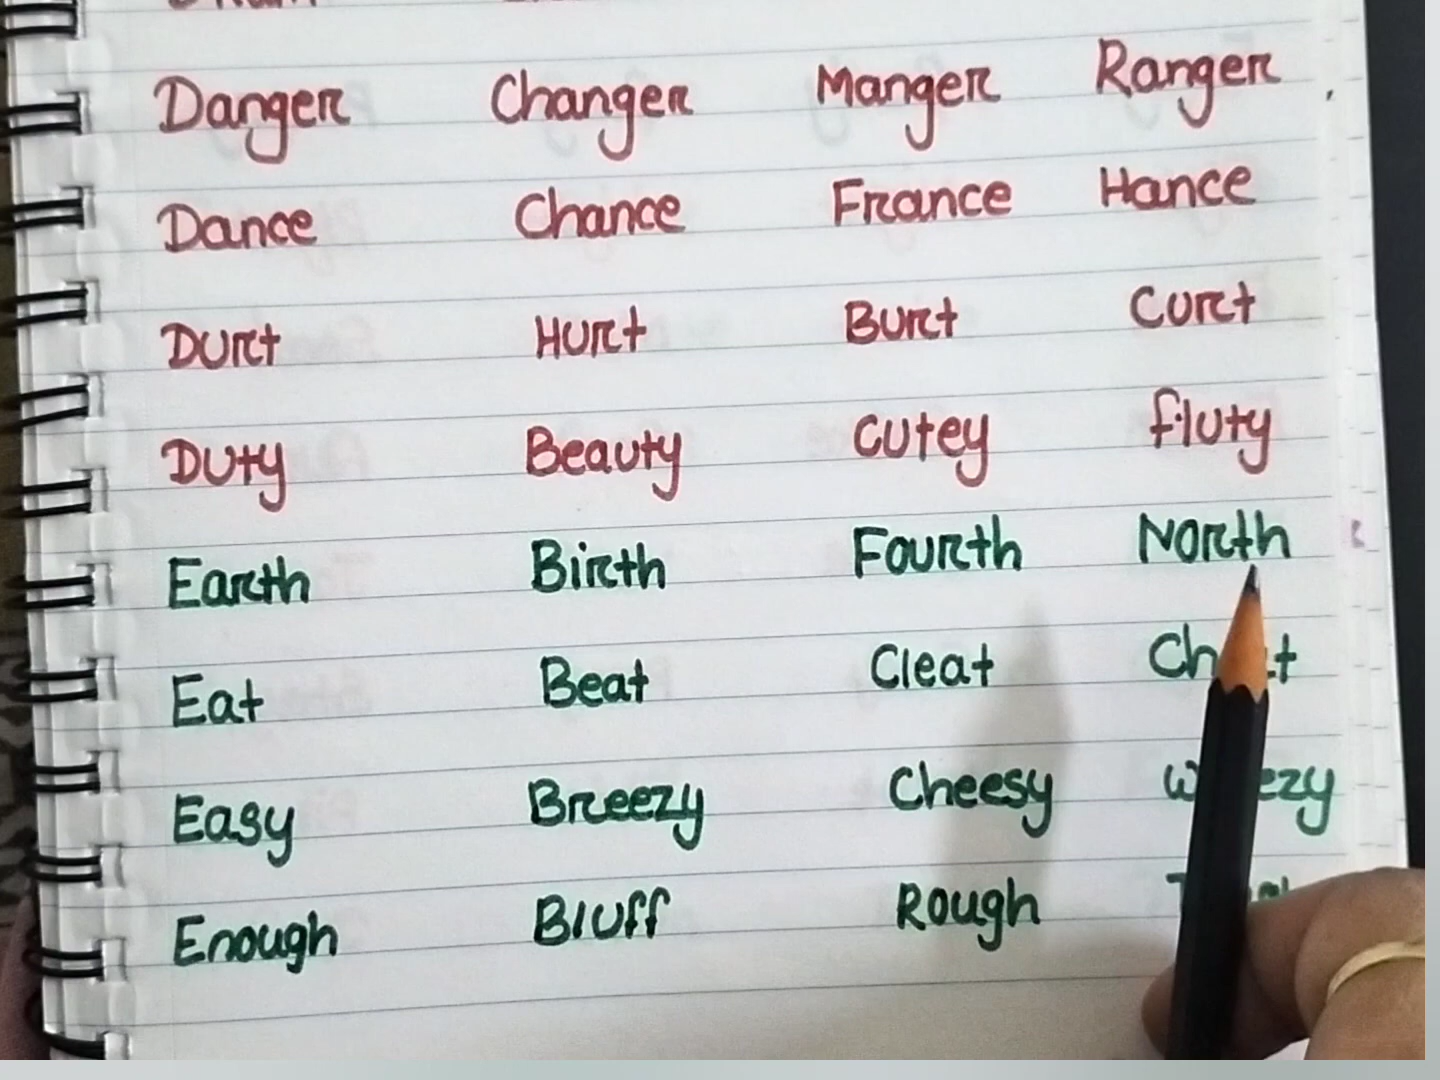 Danger Changer Manger Ranger
Dance Chance France Hance
Durt Hurt Burt Curt
Duty Beauty Cutey fluty
Earth Birth Fourth North
Eat Beat Cleat
Easy Breezy Cheesy
Enough Bluff Rough